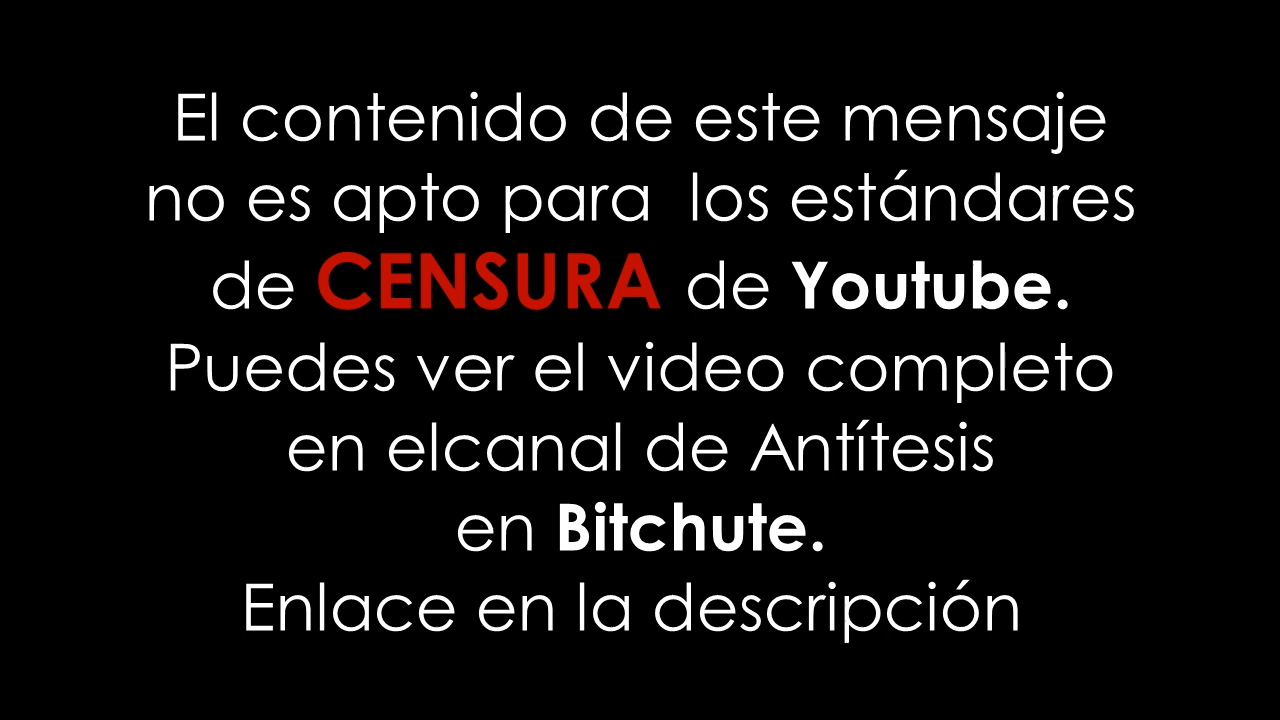 El contenido de este mensaje
no es apto para los estándares
de CENSURA de Youtube.
Puedes ver el video completo
en elcanal de Antítesis
en Bitchute.
Enlace en la descripción